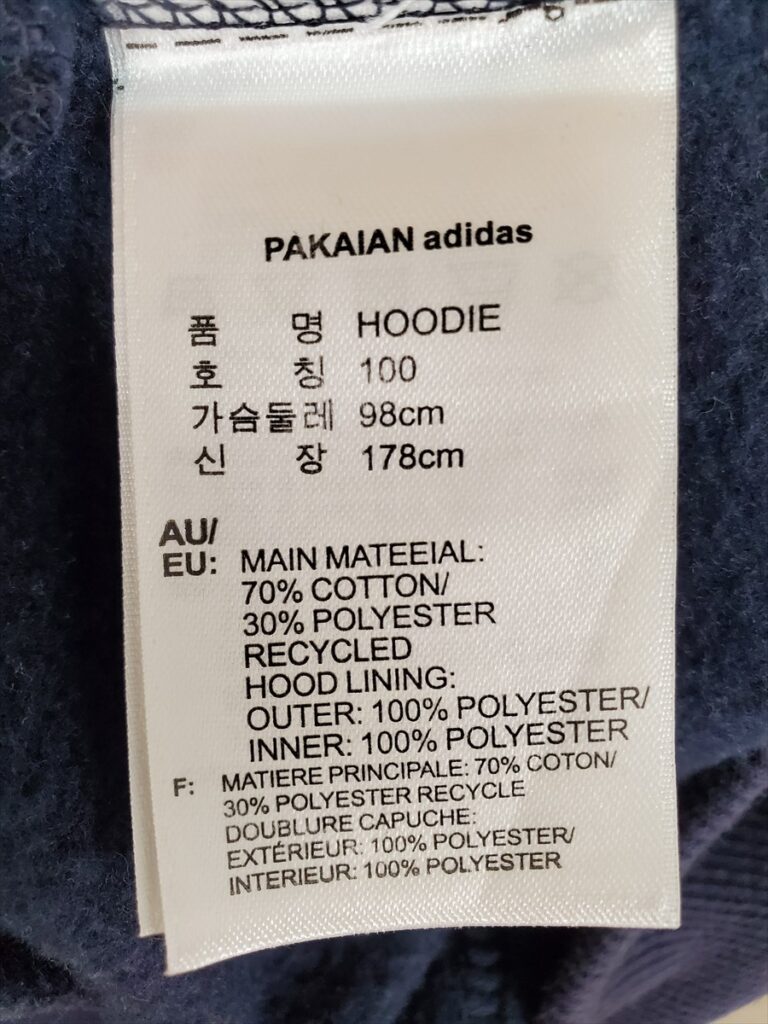 PAKAIAN adidas
품 명 HOODIE
호 칭 100
가슴둘레 98cm
신 장 178cm
AU/
EU: MAIN MATEEIAL:
70% COTTON/
30% POLYESTER
RECYCLED
HOOD LINING:
OUTER: 100% POLYESTER/
INNER: 100% POLYESTER
F: MATIERE PRINCIPALE: 70% COTON/
30% POLYESTER RECYCLE
DOUBLURE CAPUCHE:
EXTÉRIEUR: 100% POLYESTER/
INTERIEUR: 100% POLYESTER